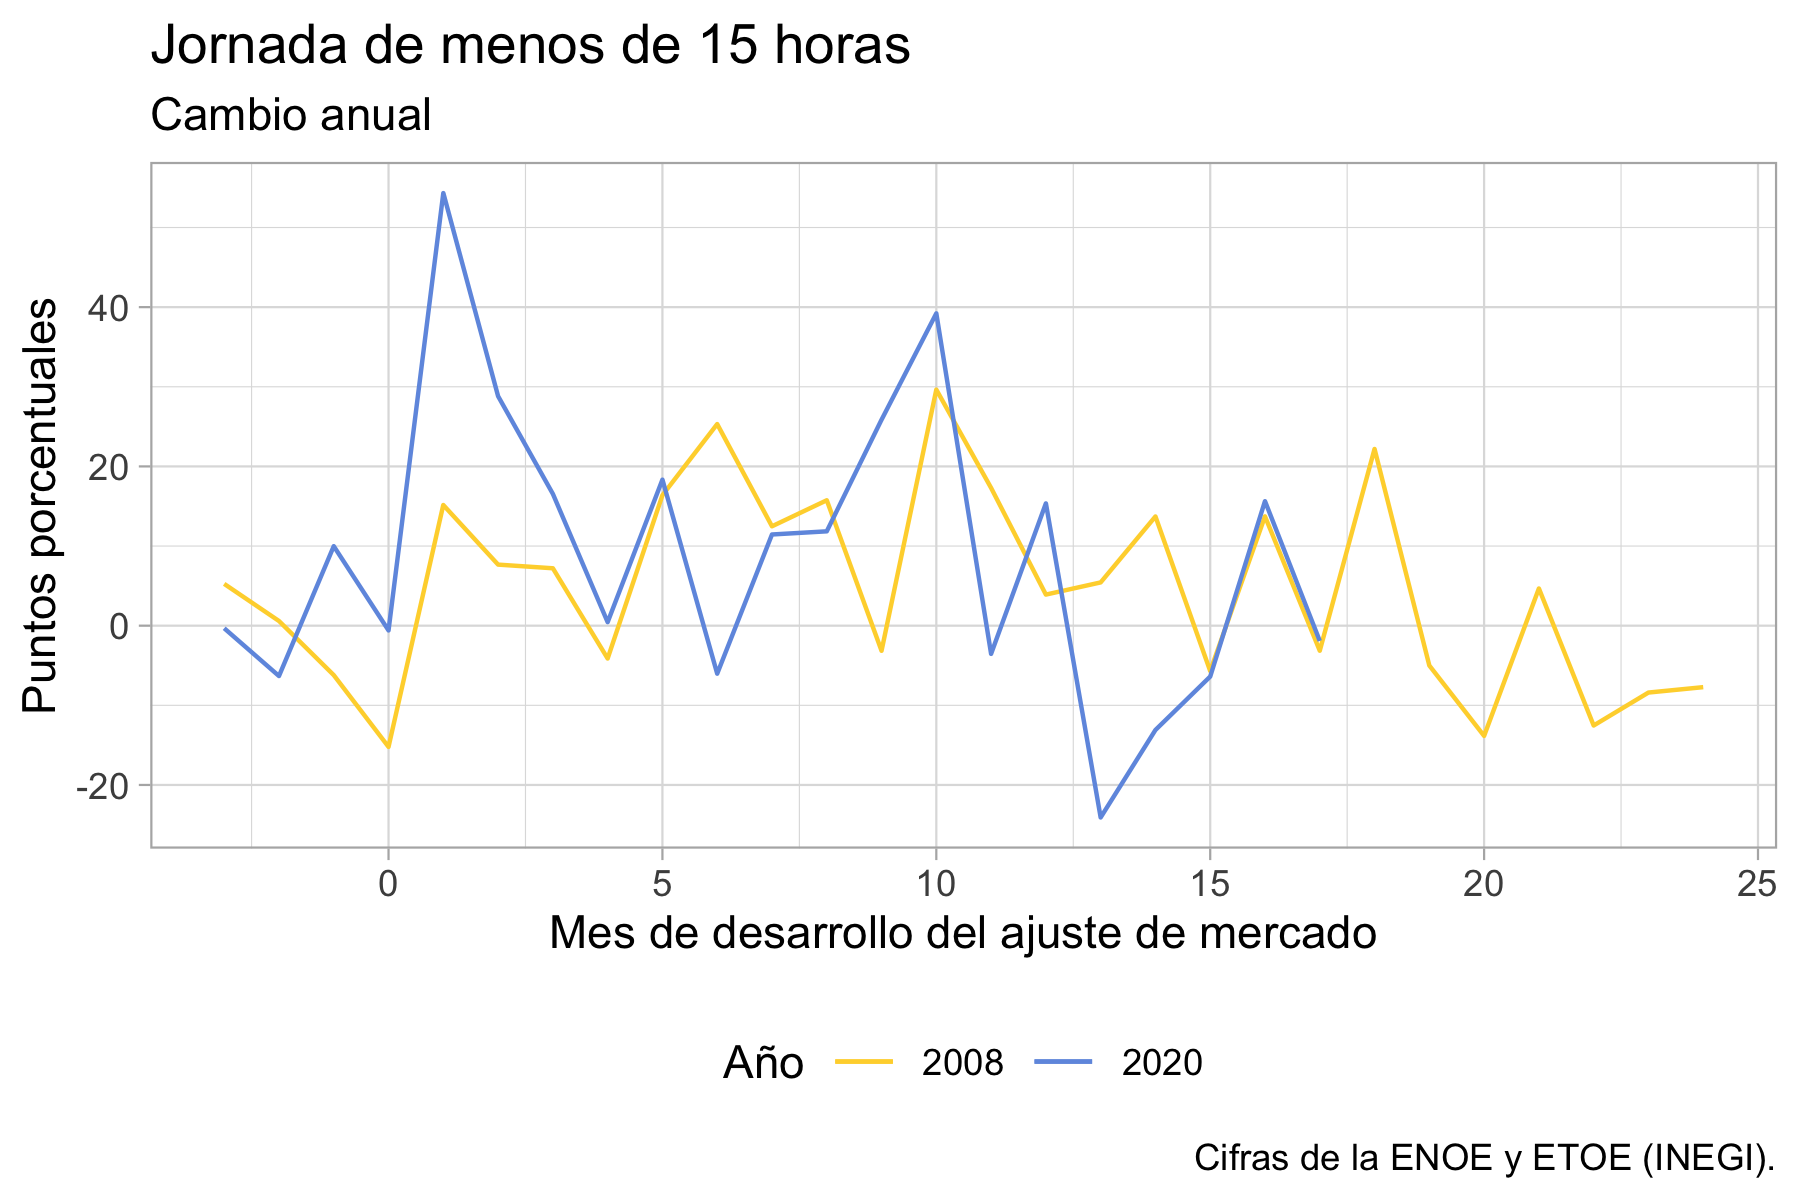 Jornada de menos de 15 horas
Cambio anual
Puntos porcentuales
40
20
0
-20
0 5 10 15 20 25
Mes de desarrollo del ajuste de mercado
Año 2008 2020
Cifras de la ENOE y ETOE (INEGI).